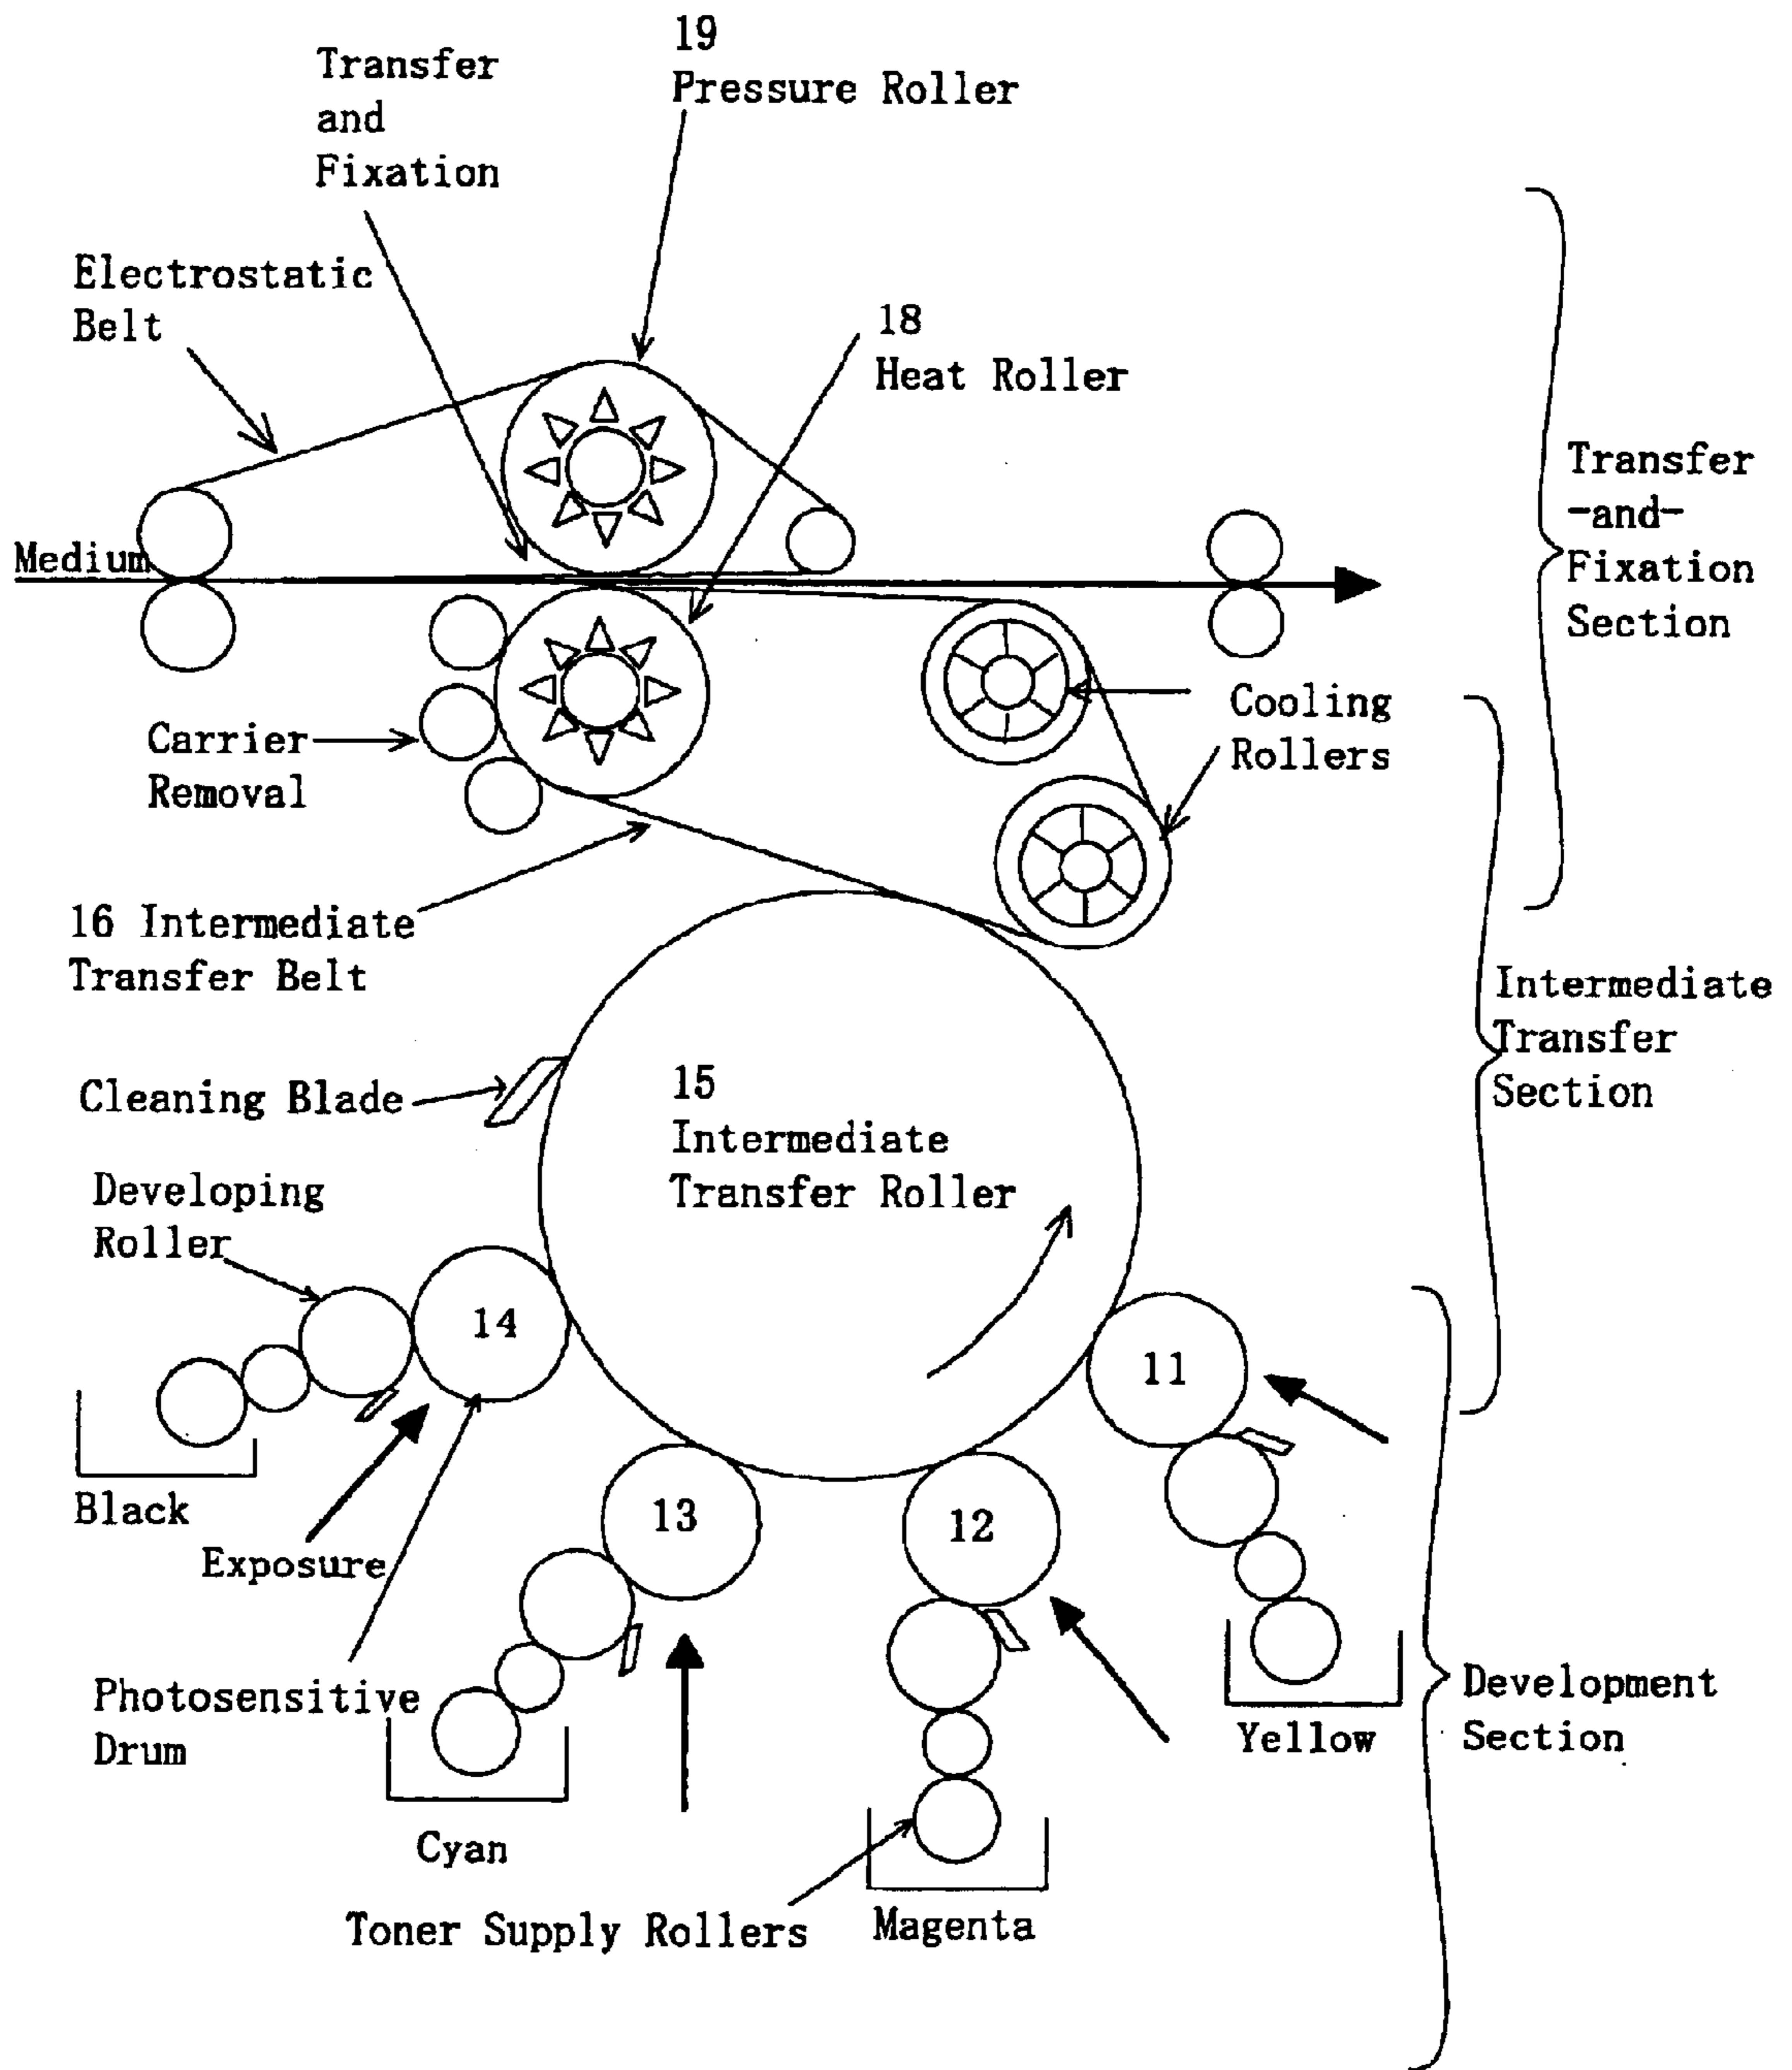 19
Pressure Roller
Transfer
and
Fixation
Electrostatic
Belt
18
Heat Roller
Transfer
-and-
Fixation
Section
Medium
Carrier
Removal
Cooling
Rollers
16 Intermediate
Transfer Belt
Intermediate
Transfer
Section
Cleaning Blade
15
Intermediate
Transfer Roller
Developing
Roller
14
11
Black
Exposure
13
12
Photosensitive
Drum
Yellow
Development
Section
Cyan
Toner Supply Rollers
Magenta